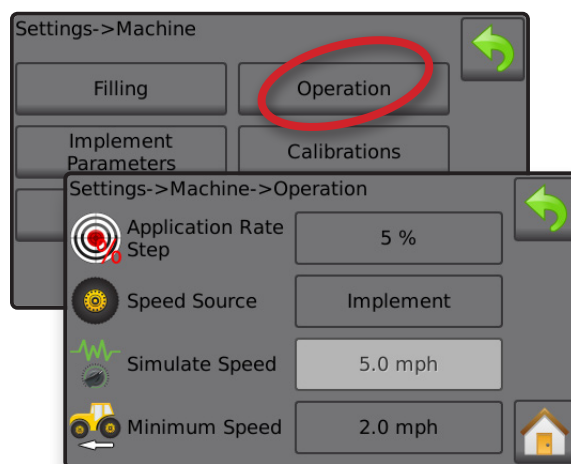 Settings->Machine
Filling
Operation
Implement
Parameters
Calibrations
Settings->Machine->Operation
Application Rate
Step
%
5 %
Speed Source
Implement
Simulate Speed
5.0 mph
Minimum Speed
2.0 mph